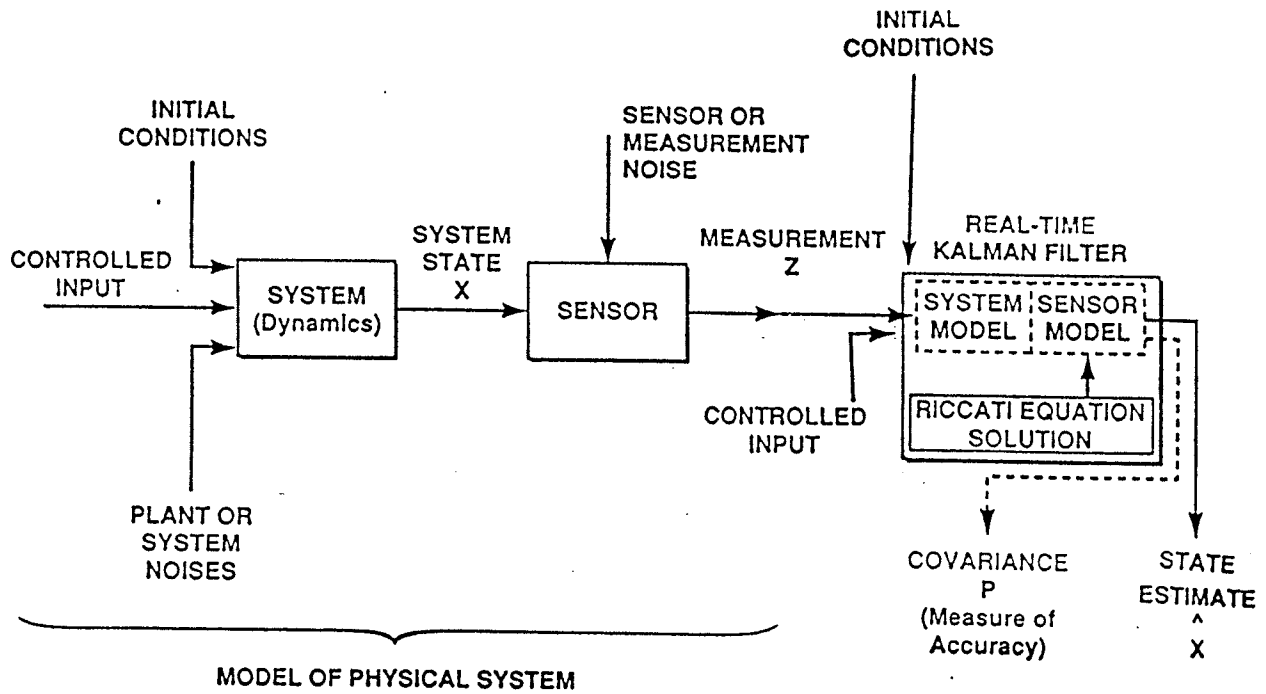 INITIAL
CONDITIONS
INITIAL
CONDITIONS
SENSOR OR
MEASUREMENT
NOISE
CONTROLLED
INPUT
SYSTEM
(Dynamics)
SYSTEM
STATE
X
SENSOR
MEASUREMENT
Z
REAL-TIME
KALMAN FILTER
SYSTEM
MODEL
SENSOR
MODEL
RICCATI EQUATION
SOLUTION
CONTROLLED
INPUT
PLANT OR
SYSTEM
NOISES
COVARIANCE
P
(Measure of
Accuracy)
STATE
ESTIMATE
^
X
MODEL OF PHYSICAL SYSTEM